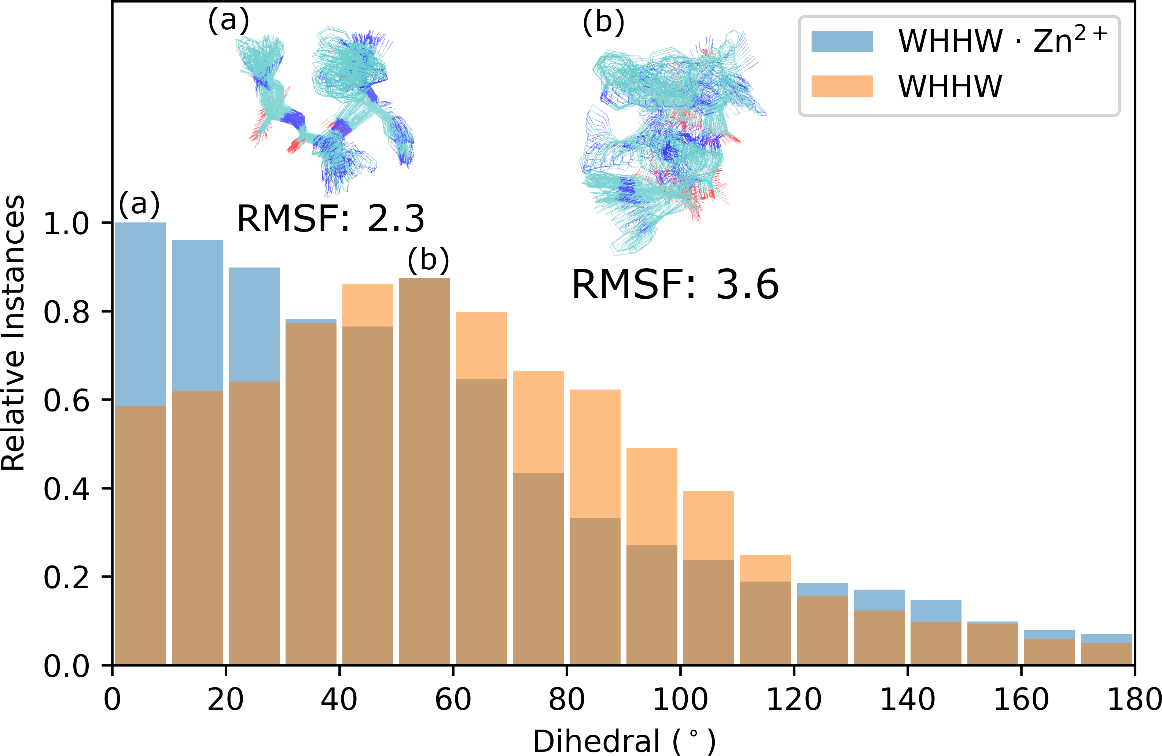 (a)
(b)
WHHW · Zn²⁺
WHHW
RMSF: 2.3
RMSF: 3.6
(a)
(b)
Relative Instances
1.0
0.8
0.6
0.4
0.2
0.0
0 20 40 60 80 100 120 140 160 180
Dihedral (°)